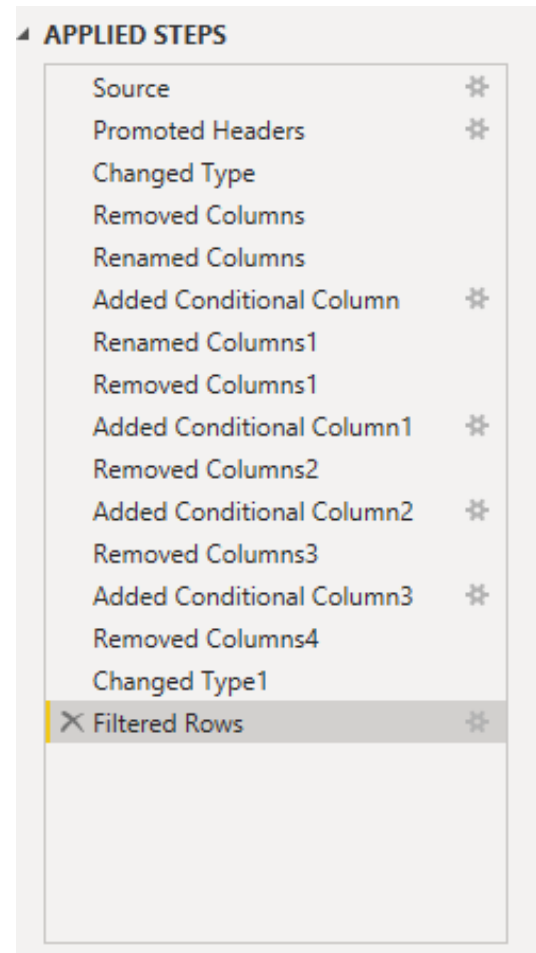 APPLIED STEPS
Source
Promoted Headers
Changed Type
Removed Columns
Renamed Columns
Added Conditional Column
Renamed Columns1
Removed Columns1
Added Conditional Column1
Removed Columns2
Added Conditional Column2
Removed Columns3
Added Conditional Column3
Removed Columns4
Changed Type1
Filtered Rows